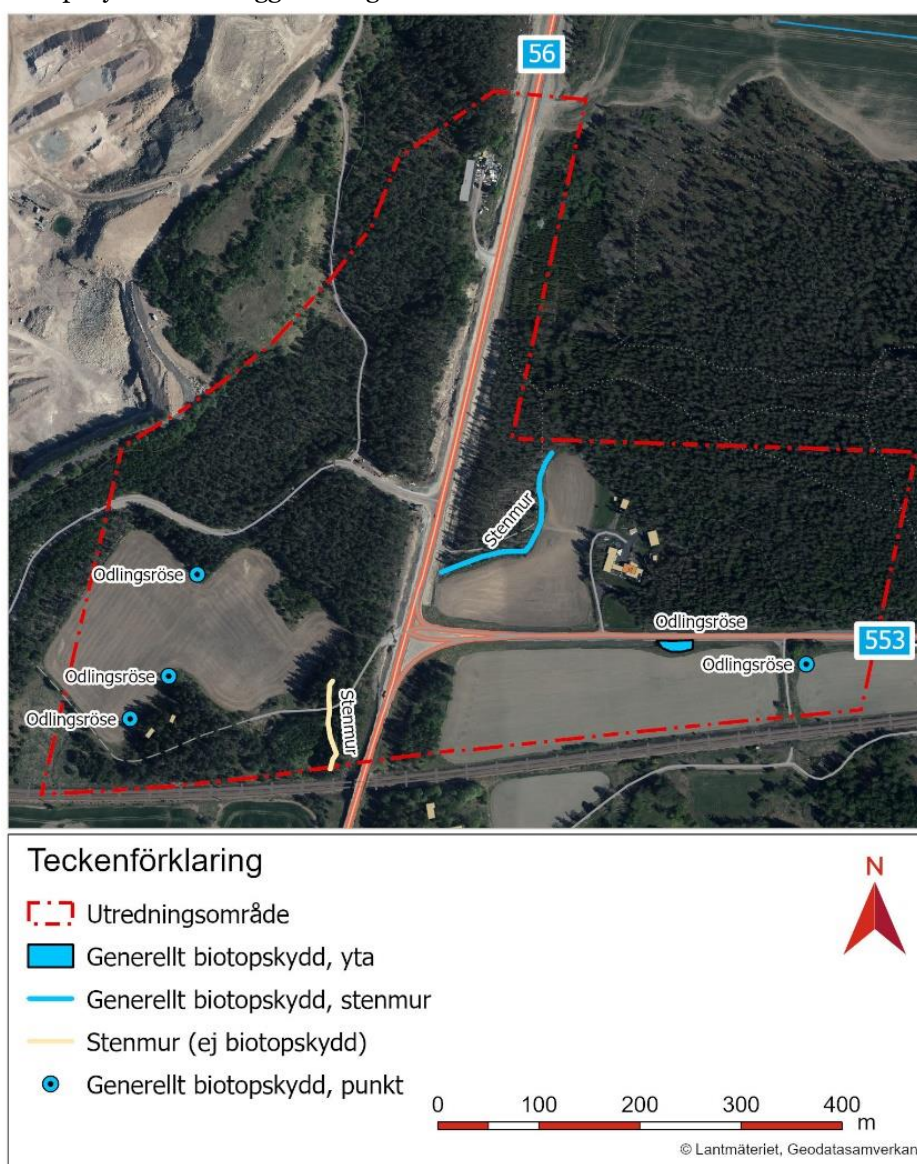 56
Stenmur
Odlingsröse
Odlingsröse
553
Odlingsröse
Odlingsröse
Stenmur
Odlingsröse
Teckenförklaring
N
Utredningsområde
Generellt biotopskydd, yta
Generellt biotopskydd, stenmur
Stenmur (ej biotopskydd)
Generellt biotopskydd, punkt
0 100 200 300 400
m
© Lantmäteriet, Geodatasamverkan